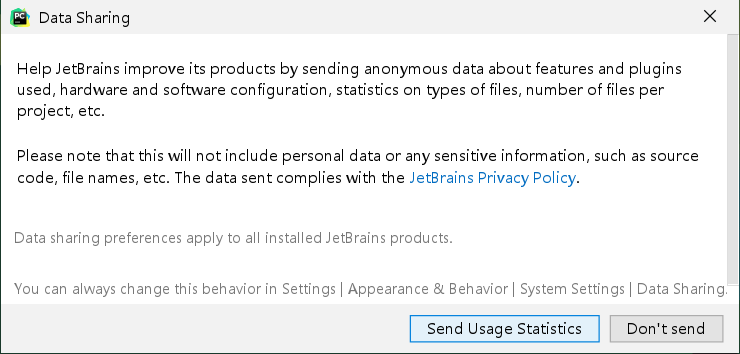 PC
Data Sharing
Help JetBrains improve its products by sending anonymous data about features and plugins
used, hardware and software configuration, statistics on types of files, number of files per
project, etc.
Please note that this will not include personal data or any sensitive information, such as source
code, file names, etc. The data sent complies with the JetBrains Privacy Policy.
Data sharing preferences apply to all installed JetBrains products.
You can always change this behavior in Settings | Appearance & Behavior | System Settings | Data Sharing.
Send Usage Statistics
Don't send